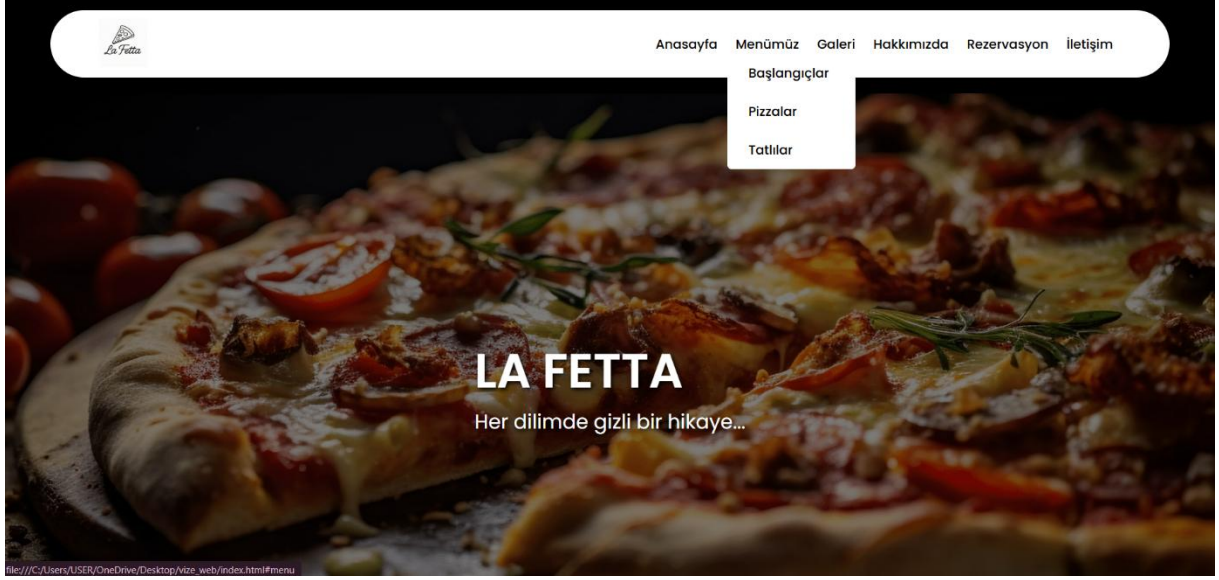 La Fetta
Anasayfa Menümüz Galeri Hakkımızda Rezervasyon İletişim
Başlangıçlar
Pizzalar
Tatlılar
LA FETTA
Her dilimde gizli bir hikaye...
file:///C:/Users/USER/OneDrive/Desktop/vize_web/index.html#menu